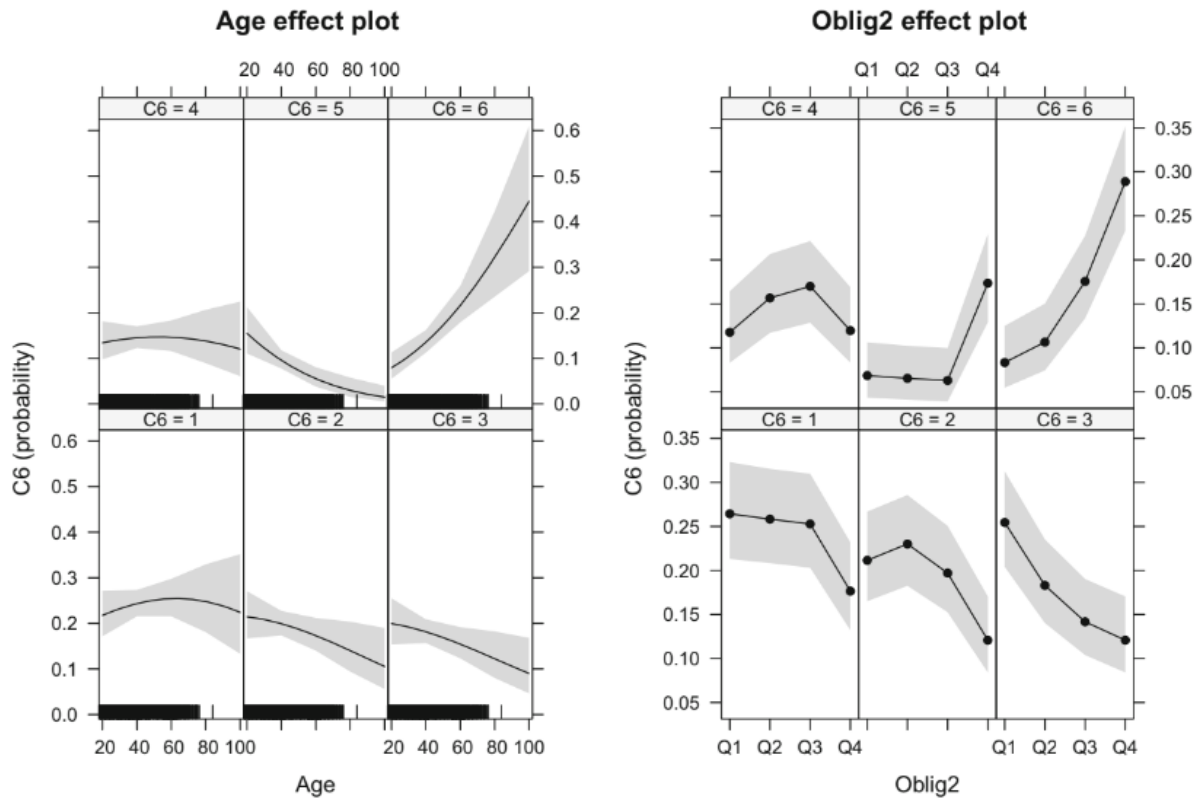 Age effect plot
20 40 60 80 100
C6 = 4 C6 = 5 C6 = 6
0.6
0.5
0.4
0.3
0.2
0.1
0.0
C6 = 1 C6 = 2 C6 = 3
0.6
0.5
0.4
0.3
0.2
0.1
0.0
20 40 60 80 100 20 40 60 80 100
C6 (probability)
Age
Oblig2 effect plot
Q1 Q2 Q3 Q4
C6 = 4 C6 = 5 C6 = 6
0.35
0.30
0.25
0.20
0.15
0.10
0.05
C6 = 1 C6 = 2 C6 = 3
0.35
0.30
0.25
0.20
0.15
0.10
0.05
Q1 Q2 Q3 Q4 Q1 Q2 Q3 Q4
C6 (probability)
Oblig2